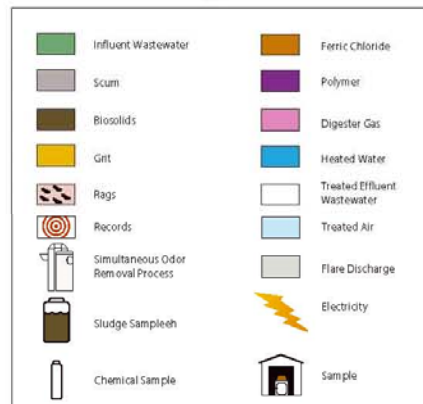 Influent Wastewater
Scum
Biosolids
Grit
Rags
Records
Simultaneous Odor
Removal Process
Sludge Sampleeh
Chemical Sample
Ferric Chloride
Polymer
Digester Gas
Heated Water
Treated Effluent
Wastewater
Treated Air
Flare Discharge
Electricity
Sample